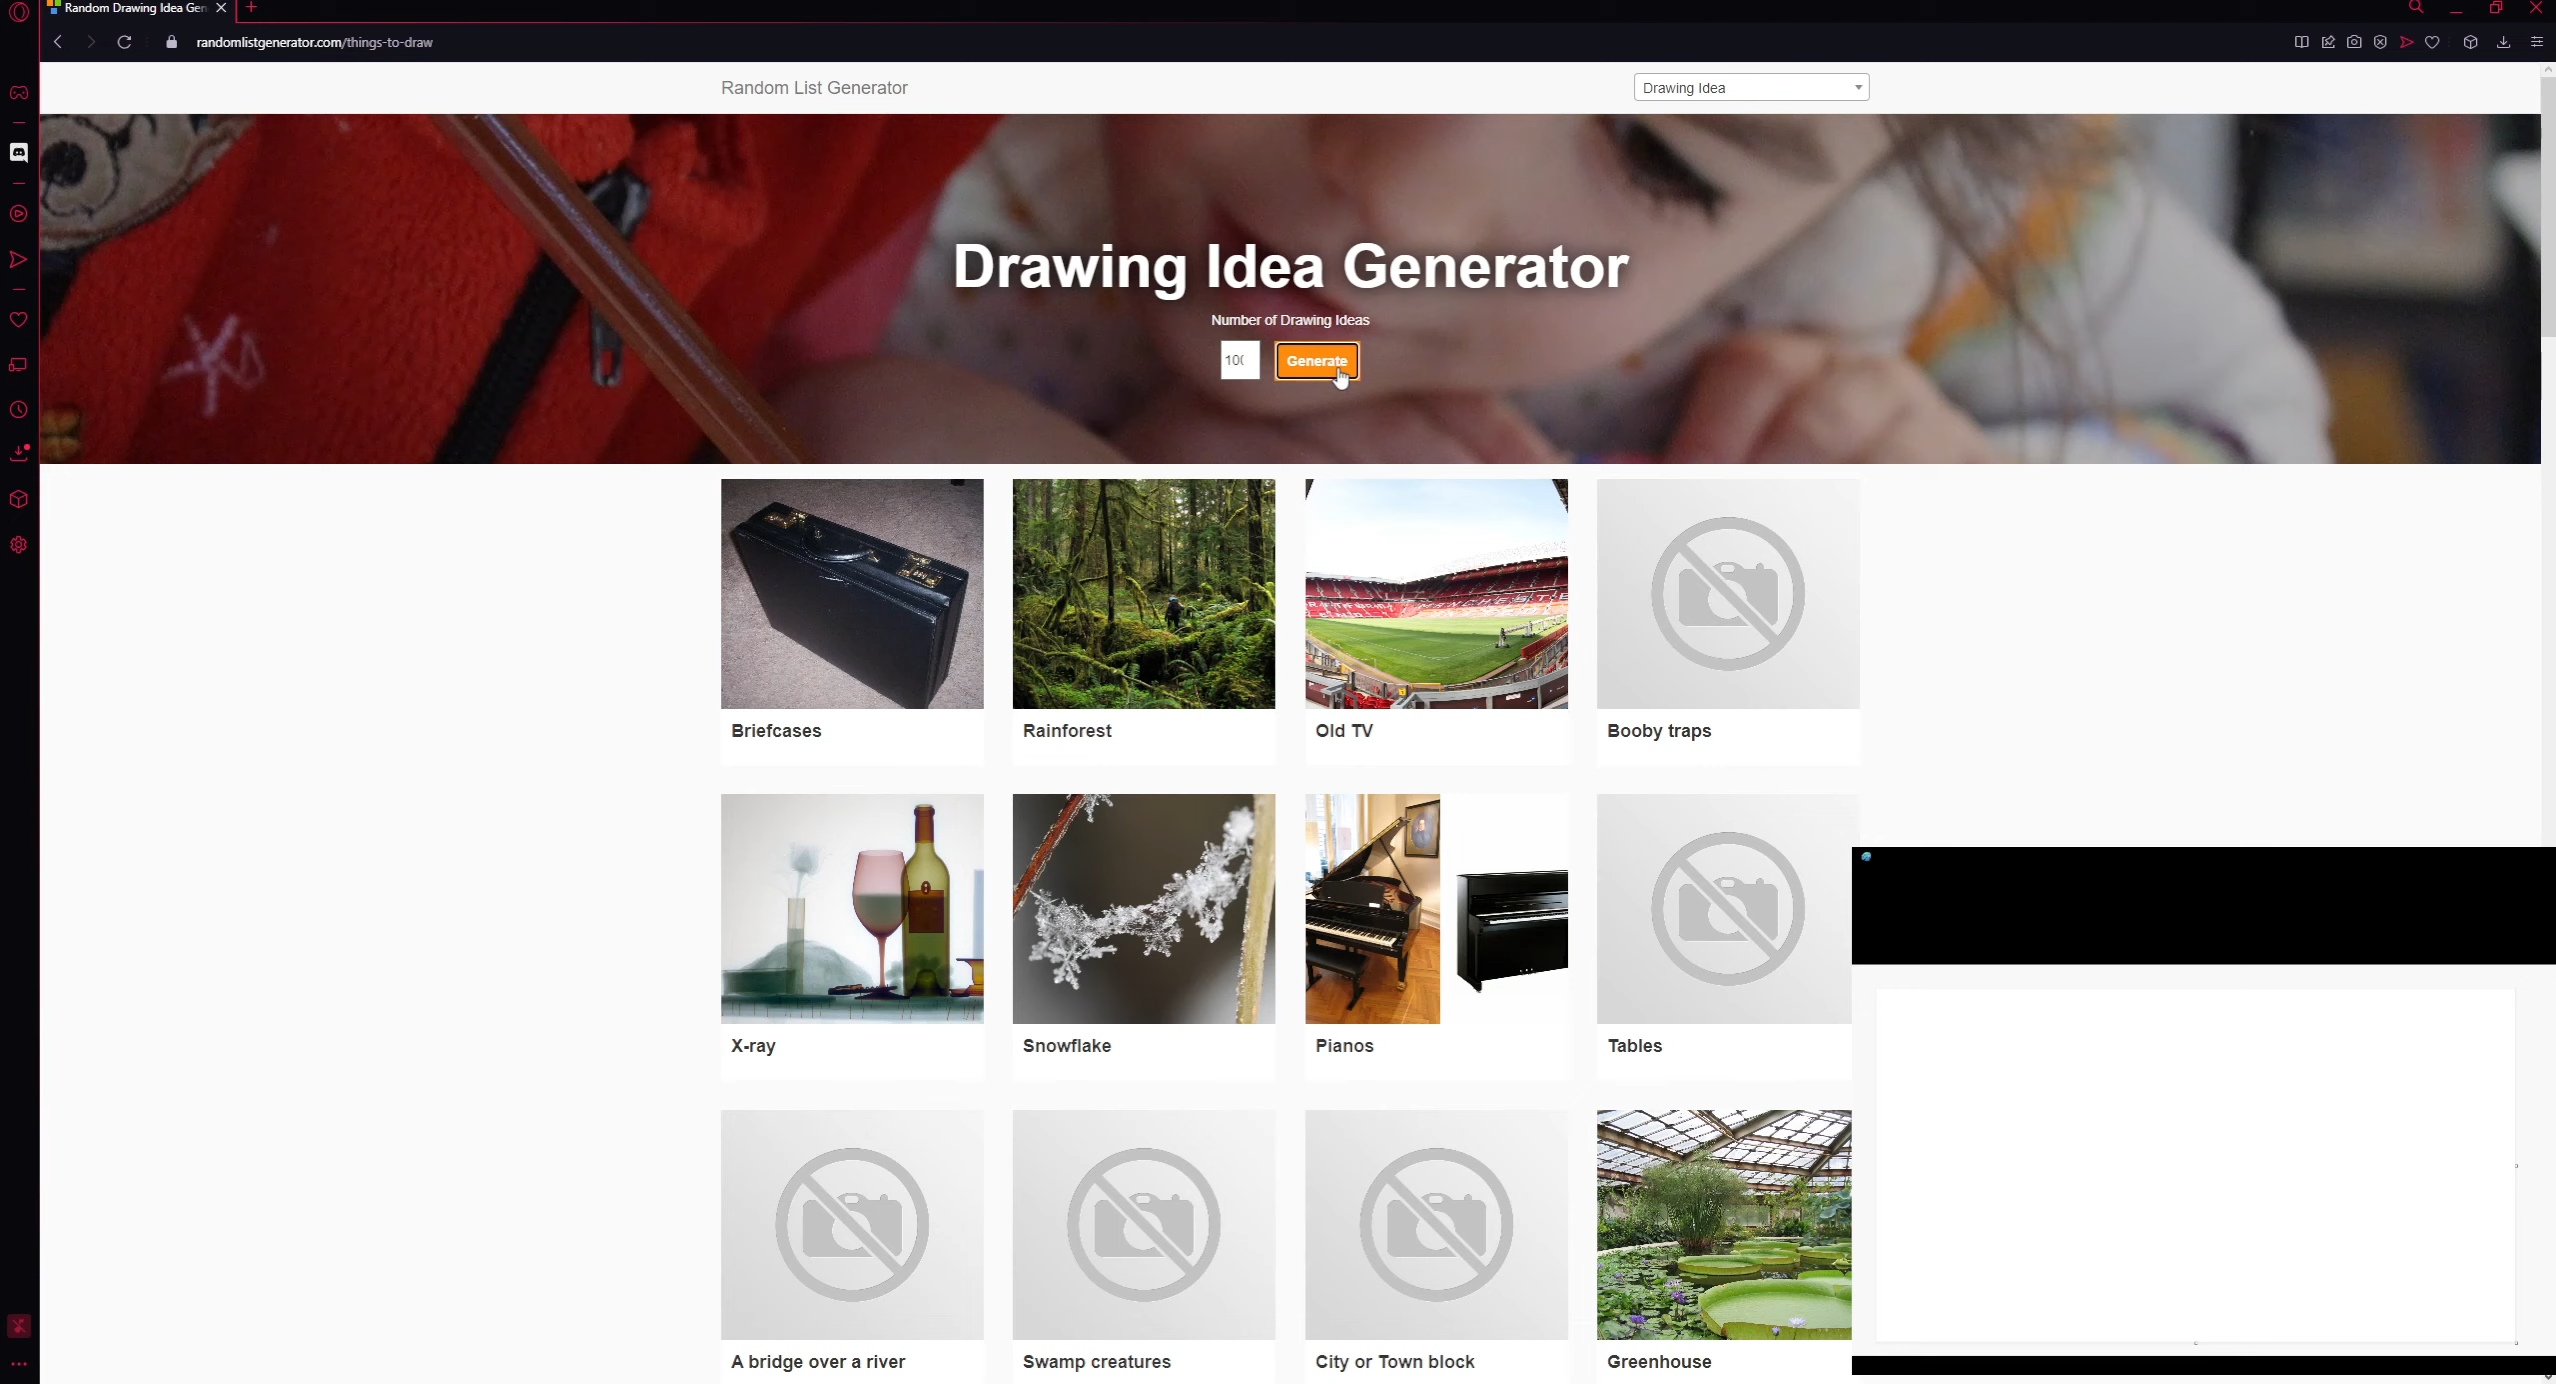 Random Drawing Idea Gen
randomlistgenerator.com/things-to-draw
Random List Generator
Drawing Idea
Drawing Idea Generator
Number of Drawing Ideas
100
Generate
Briefcases
Rainforest
Old TV
Booby traps
X-ray
Snowflake
Pianos
Tables
A bridge over a river
Swamp creatures
City or Town block
Greenhouse